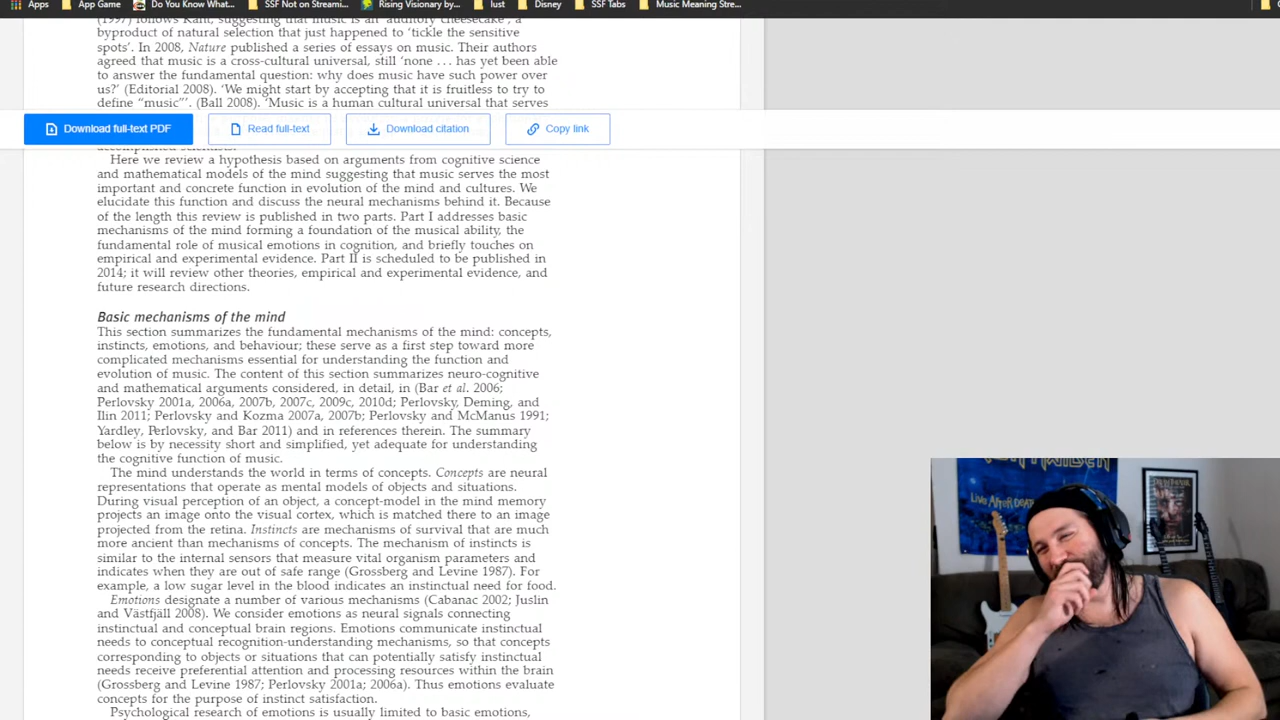 Apps
App Game
Do You Know What...
SSF Not on Streami...
Rising Visionary by...
lust
Disney
SSF Tabs
Music Meaning Stre...
(1997) follows Kant, suggesting that music is an 'auditory cheesecake', a
byproduct of natural selection that just happened to 'tickle the sensitive
spots'. In 2008, Nature published a series of essays on music. Their authors
agreed that music is a cross-cultural universal, still 'none ... has yet been able
to answer the fundamental question: why does music have such power over
us?' (Editorial 2008). 'We might start by accepting that it is fruitless to try to
define “music”'. (Ball 2008). 'Music is a human cultural universal that serves
Download full-text PDF
Read full-text
Download citation
Copy link
accomplished scientists.
Here we review a hypothesis based on arguments from cognitive science
and mathematical models of the mind suggesting that music serves the most
important and concrete function in evolution of the mind and cultures. We
elucidate this function and discuss the neural mechanisms behind it. Because
of the length this review is published in two parts. Part I addresses basic
mechanisms of the mind forming a foundation of the musical ability, the
fundamental role of musical emotions in cognition, and briefly touches on
empirical and experimental evidence. Part II is scheduled to be published in
2014; it will review other theories, empirical and experimental evidence, and
future research directions.
Basic mechanisms of the mind
This section summarizes the fundamental mechanisms of the mind: concepts,
instincts, emotions, and behaviour; these serve as a first step toward more
complicated mechanisms essential for understanding the function and
evolution of music. The content of this section summarizes neuro-cognitive
and mathematical arguments considered, in detail, in (Bar et al. 2006;
Perlovsky 2001a, 2006a, 2007b, 2007c, 2009c, 2010d; Perlovsky, Deming, and
Ilin 2011; Perlovsky and Kozma 2007a, 2007b; Perlovsky and McManus 1991;
Yardley, Perlovsky, and Bar 2011) and in references therein. The summary
below is by necessity short and simplified, yet adequate for understanding
the cognitive function of music.
The mind understands the world in terms of concepts. Concepts are neural
representations that operate as mental models of objects and situations.
During visual perception of an object, a concept-model in the mind memory
projects an image onto the visual cortex, which is matched there to an image
projected from the retina. Instincts are mechanisms of survival that are much
more ancient than mechanisms of concepts. The mechanism of instincts is
similar to the internal sensors that measure vital organism parameters and
indicates when they are out of safe range (Grossberg and Levine 1987). For
example, a low sugar level in the blood indicates an instinctual need for food.
Emotions designate a number of various mechanisms (Cabanac 2002; Juslin
and Västfjäll 2008). We consider emotions as neural signals connecting
instinctual and conceptual brain regions. Emotions communicate instinctual
needs to conceptual recognition-understanding mechanisms, so that concepts
corresponding to objects or situations that can potentially satisfy instinctual
needs receive preferential attention and processing resources within the brain
(Grossberg and Levine 1987; Perlovsky 2001a; 2006a). Thus emotions evaluate
concepts for the purpose of instinct satisfaction.
Psychological research of emotions is usually limited to basic emotions,
LIVE AFTER DEATH